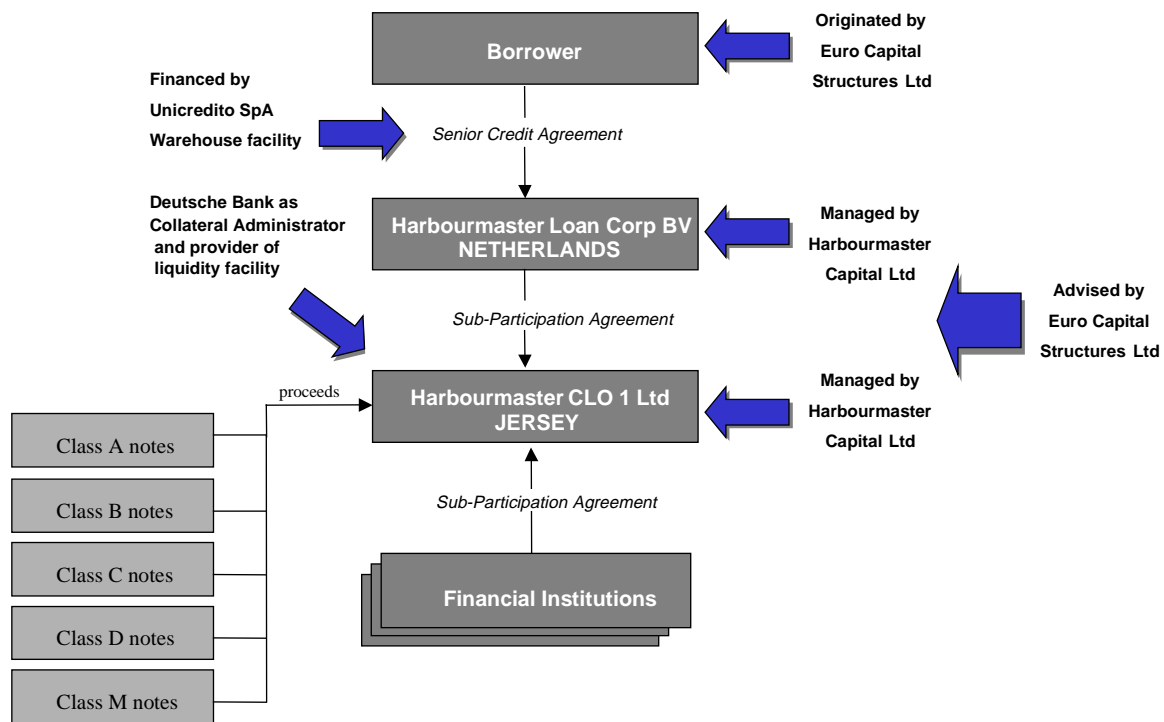 Borrower
Originated by
Euro Capital
Structures Ltd
Financed by
Unicredito SpA
Warehouse facility
Senior Credit Agreement
Deutsche Bank as
Collateral Administrator
and provider of
liquidity facility
Harbourmaster Loan Corp BV
NETHERLANDS
Managed by
Harbourmaster
Capital Ltd
Advised by
Euro Capital
Structures Ltd
Sub-Participation Agreement
proceeds
Harbourmaster CLO 1 Ltd
JERSEY
Managed by
Harbourmaster
Capital Ltd
Class A notes
Class B notes
Class C notes
Class D notes
Class M notes
Sub-Participation Agreement
Financial Institutions